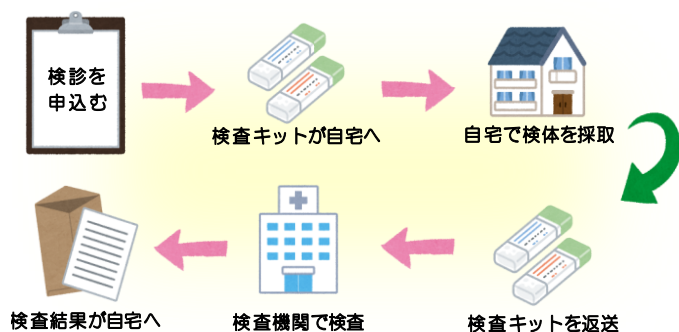 検診を
申込む
検査キットが自宅へ
自宅で検体を採取
検査キットを返送
検査機関で検査
検査結果が自宅へ